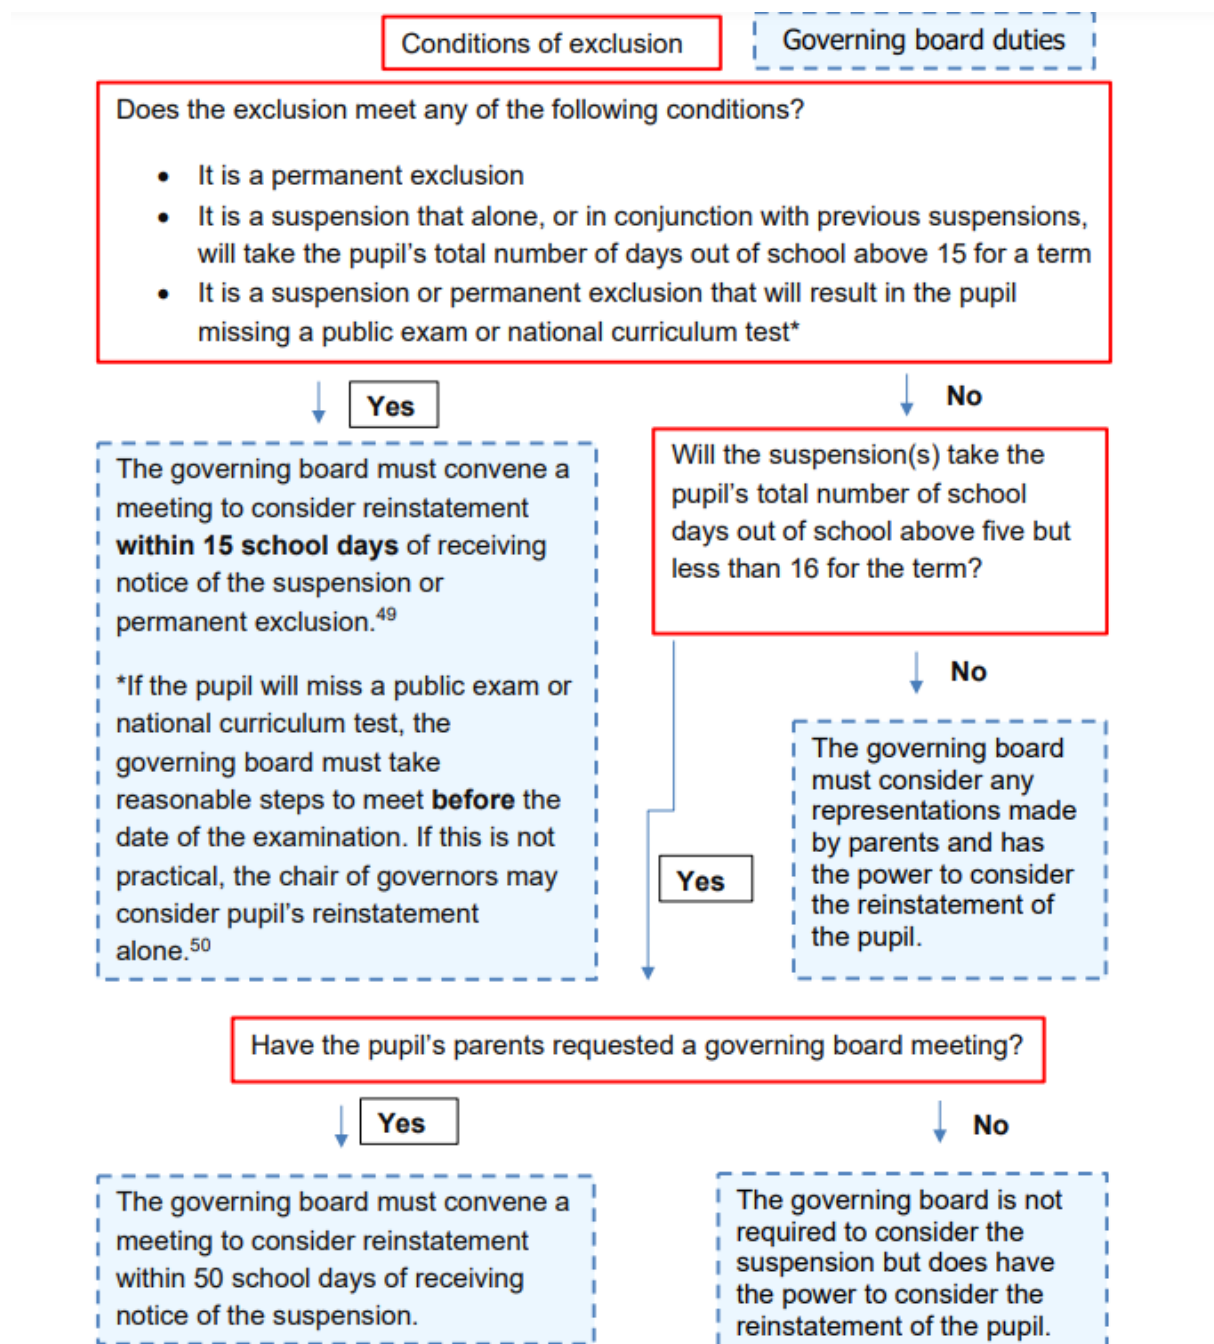 Conditions of exclusion
Governing board duties
Does the exclusion meet any of the following conditions?
• It is a permanent exclusion
• It is a suspension that alone, or in conjunction with previous suspensions,
will take the pupil's total number of days out of school above 15 for a term
• It is a suspension or permanent exclusion that will result in the pupil
missing a public exam or national curriculum test*
Yes
No
The governing board must convene a
meeting to consider reinstatement
within 15 school days of receiving
notice of the suspension or
permanent exclusion.49
*If the pupil will miss a public exam or
national curriculum test, the
governing board must take
reasonable steps to meet before the
date of the examination. If this is not
practical, the chair of governors may
consider pupil's reinstatement
alone.50
Will the suspension(s) take the
pupil's total number of school
days out of school above five but
less than 16 for the term?
No
The governing board
must consider any
representations made
by parents and has
the power to consider
the reinstatement of
the pupil.
Yes
Have the pupil's parents requested a governing board meeting?
Yes
No
The governing board must convene a
meeting to consider reinstatement
within 50 school days of receiving
notice of the suspension.
The governing board is not
required to consider the
suspension but does have
the power to consider the
reinstatement of the pupil.